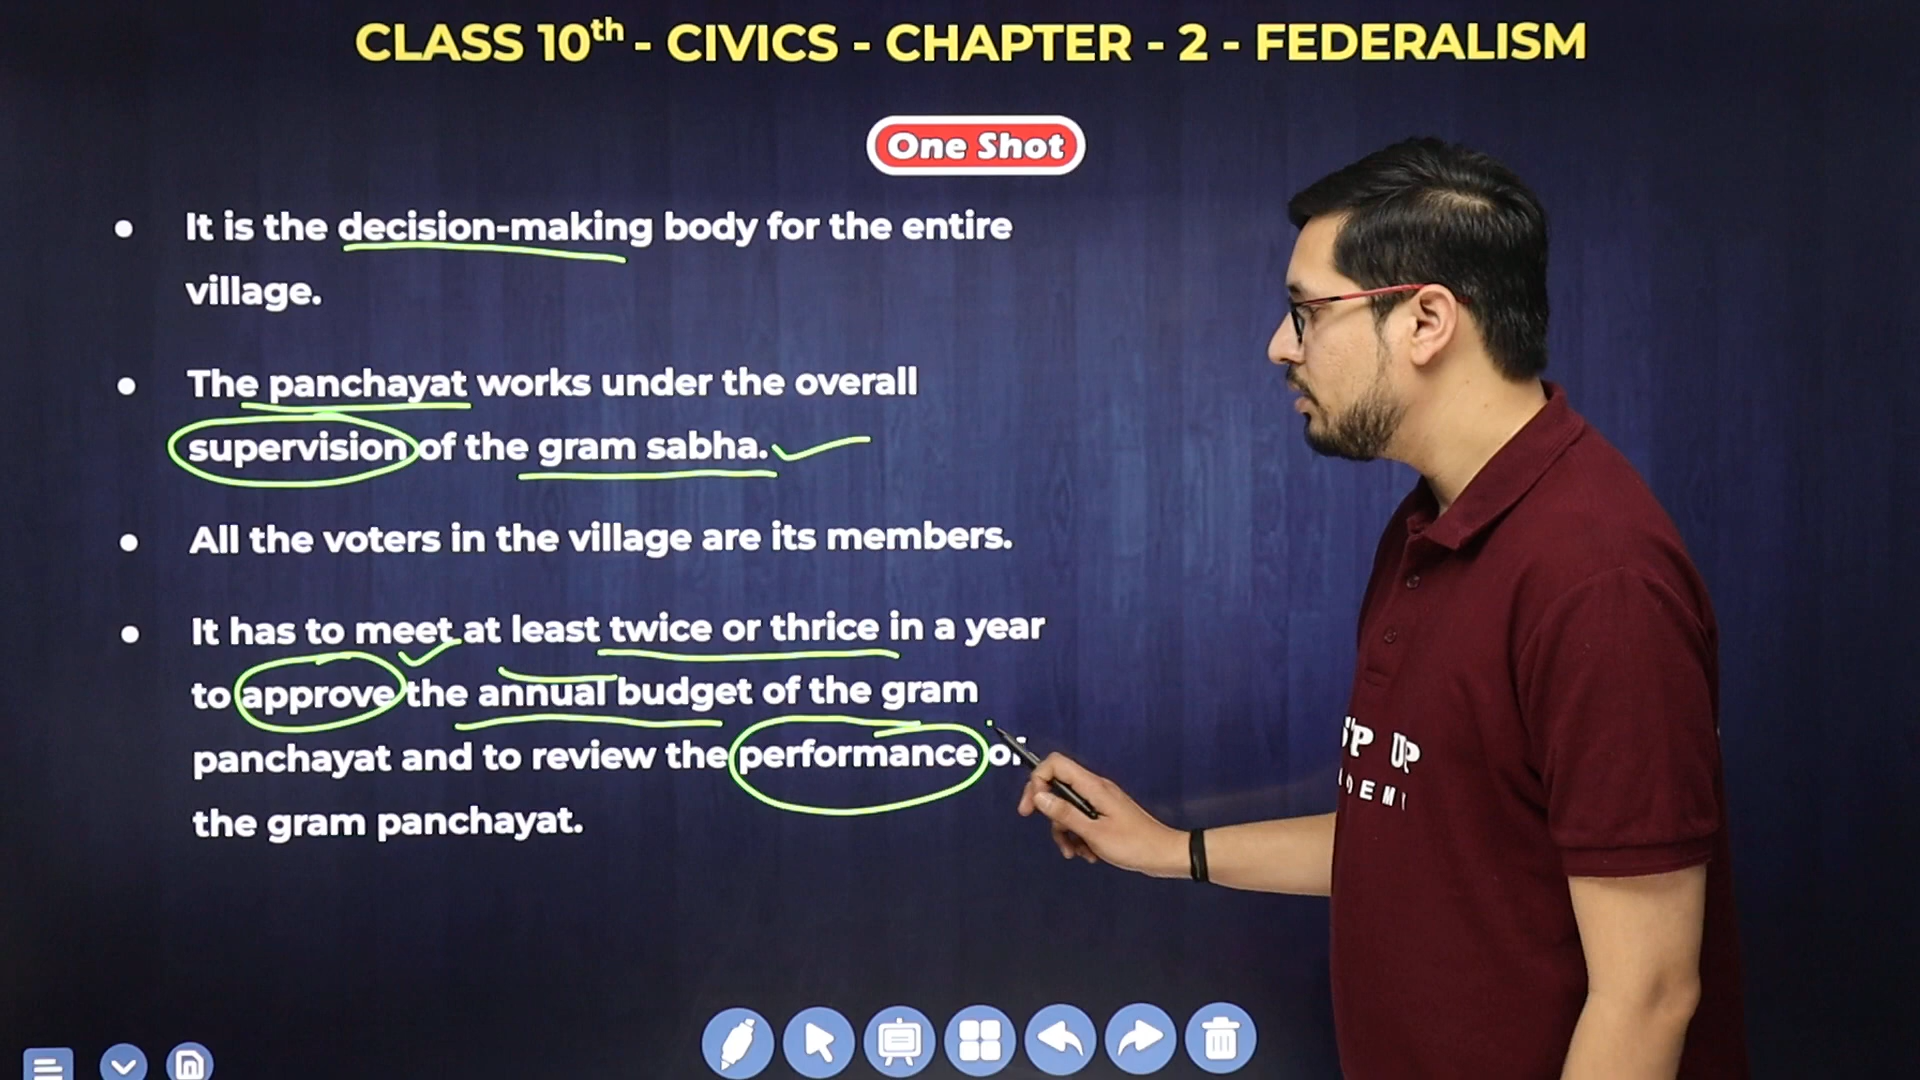 CLASS 10th - CIVICS - CHAPTER - 2 - FEDERALISM
One Shot
• It is the decision-making body for the entire
village.
• The panchayat works under the overall
supervision of the gram sabha.
• All the voters in the village are its members.
• It has to meet at least twice or thrice in a year
to approve the annual budget of the gram
panchayat and to review the performance of
the gram panchayat.
UP